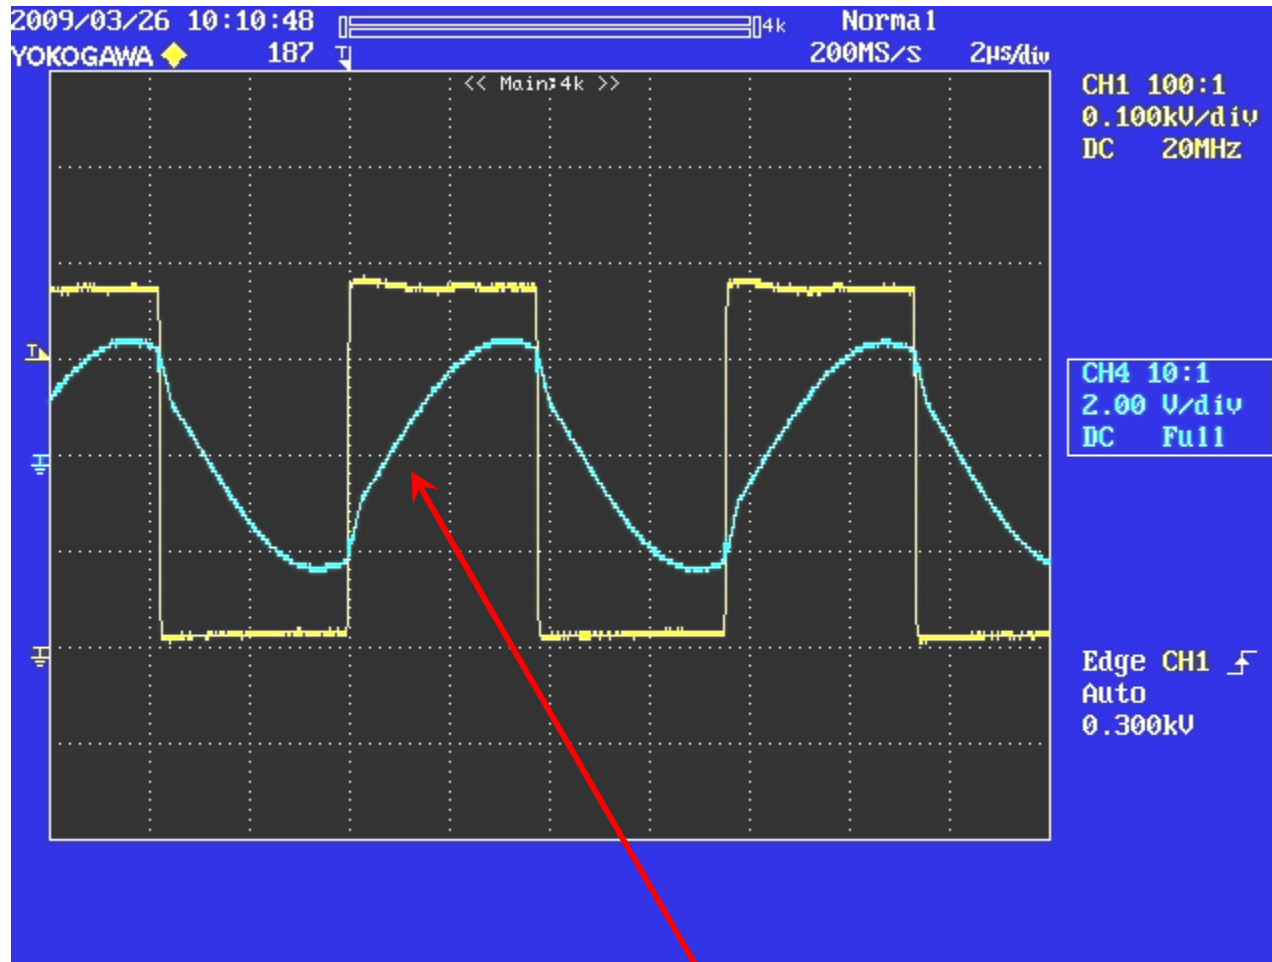 2009/03/26 10:10:48
4k
Normal
YOKOGAWA
187
T
200MS/s
2µs/div
<< Main:4k >>
CH1 100:1
0.100kV/div
DC 20MHz
T
CH4 10:1
2.00 V/div
DC Full
Edge CH1
Auto
0.300kV